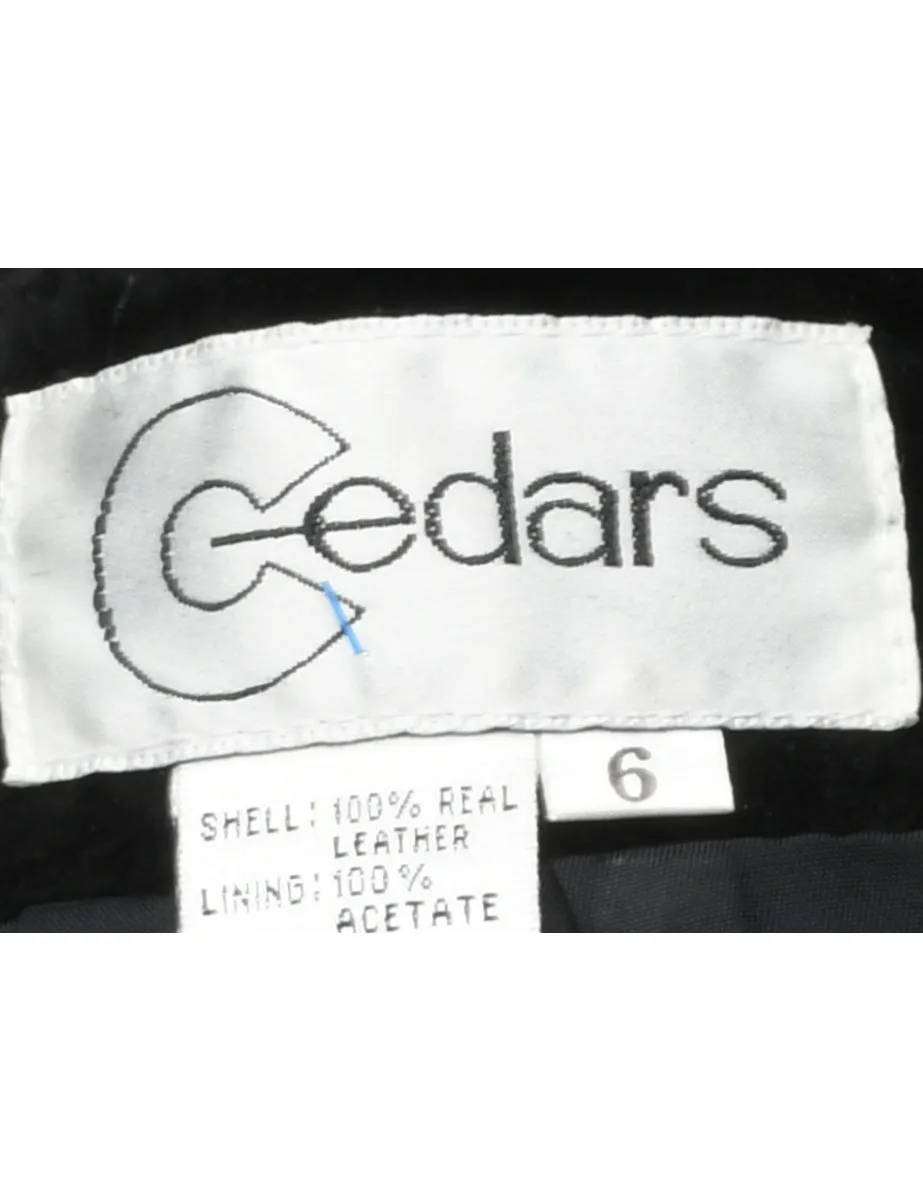 Cedars
6
SHELL: 100% REAL
LEATHER
LINING: 100%
ACETATE